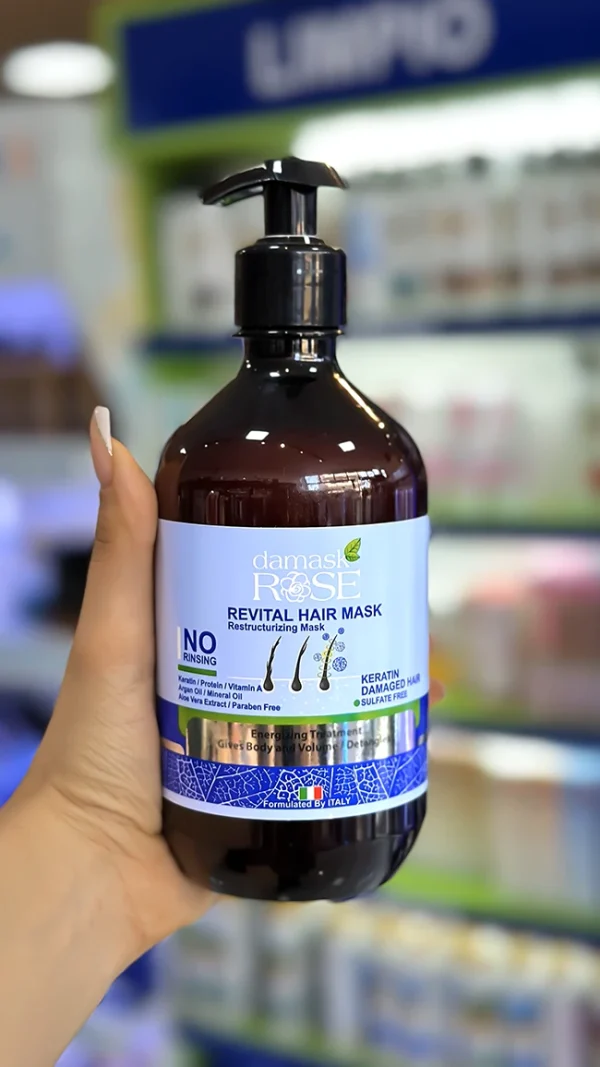 LIMPIO
damask
ROSE
REVITAL HAIR MASK
Restructurizing Mask
NO
RINSING
Keratin / Protein / Vitamin A
Argan Oil / Mineral Oil
Aloe Vera Extract / Paraben Free
KERATIN
DAMAGED HAIR
SULFATE FREE
Energizing Treatment
Gives Body and Volume / Detangles
Formulated By ITALY